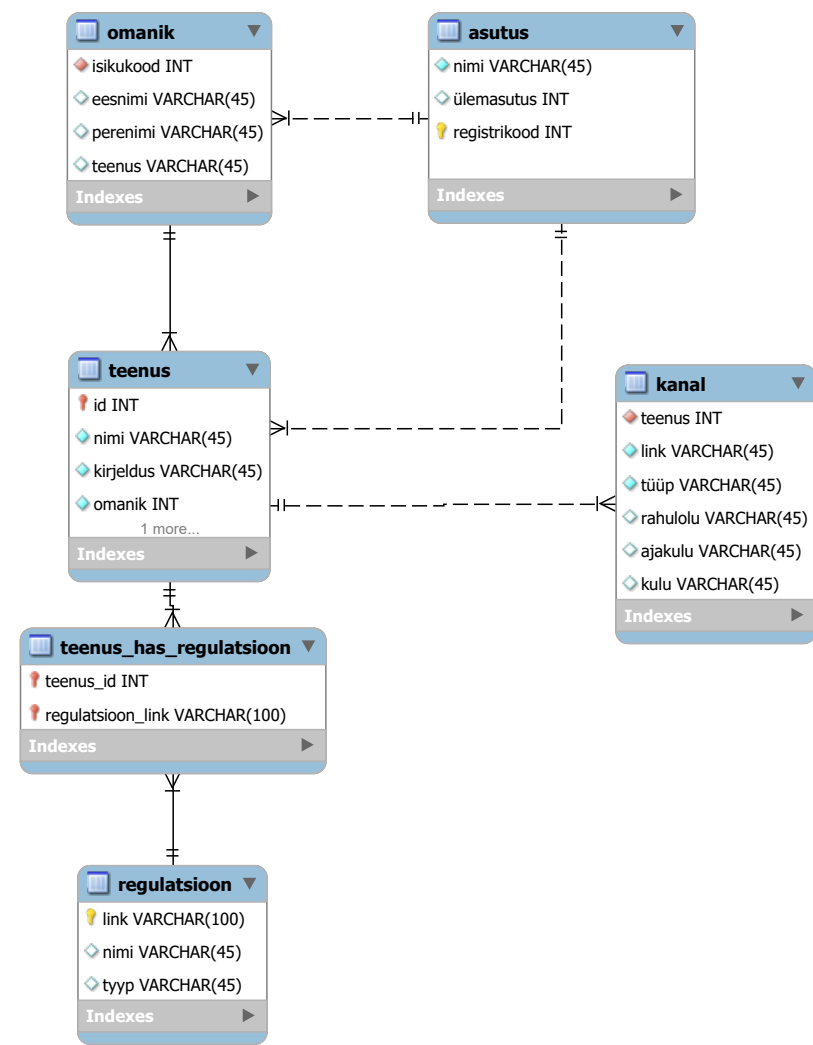 omanik
isikukood INT
eesnimi VARCHAR(45)
perenimi VARCHAR(45)
teenus VARCHAR(45)
Indexes
asutus
nimi VARCHAR(45)
ülemasutus INT
registrikood INT
Indexes
teenus
id INT
nimi VARCHAR(45)
kirjeldus VARCHAR(45)
omanik INT
1 more...
Indexes
kanal
teenus INT
link VARCHAR(45)
tüüp VARCHAR(45)
rahulolu VARCHAR(45)
ajakulu VARCHAR(45)
kulu VARCHAR(45)
Indexes
teenus_has_regulatsioon
teenus_id INT
regulatsioon_link VARCHAR(100)
Indexes
regulatsioon
link VARCHAR(100)
nimi VARCHAR(45)
tyyp VARCHAR(45)
Indexes